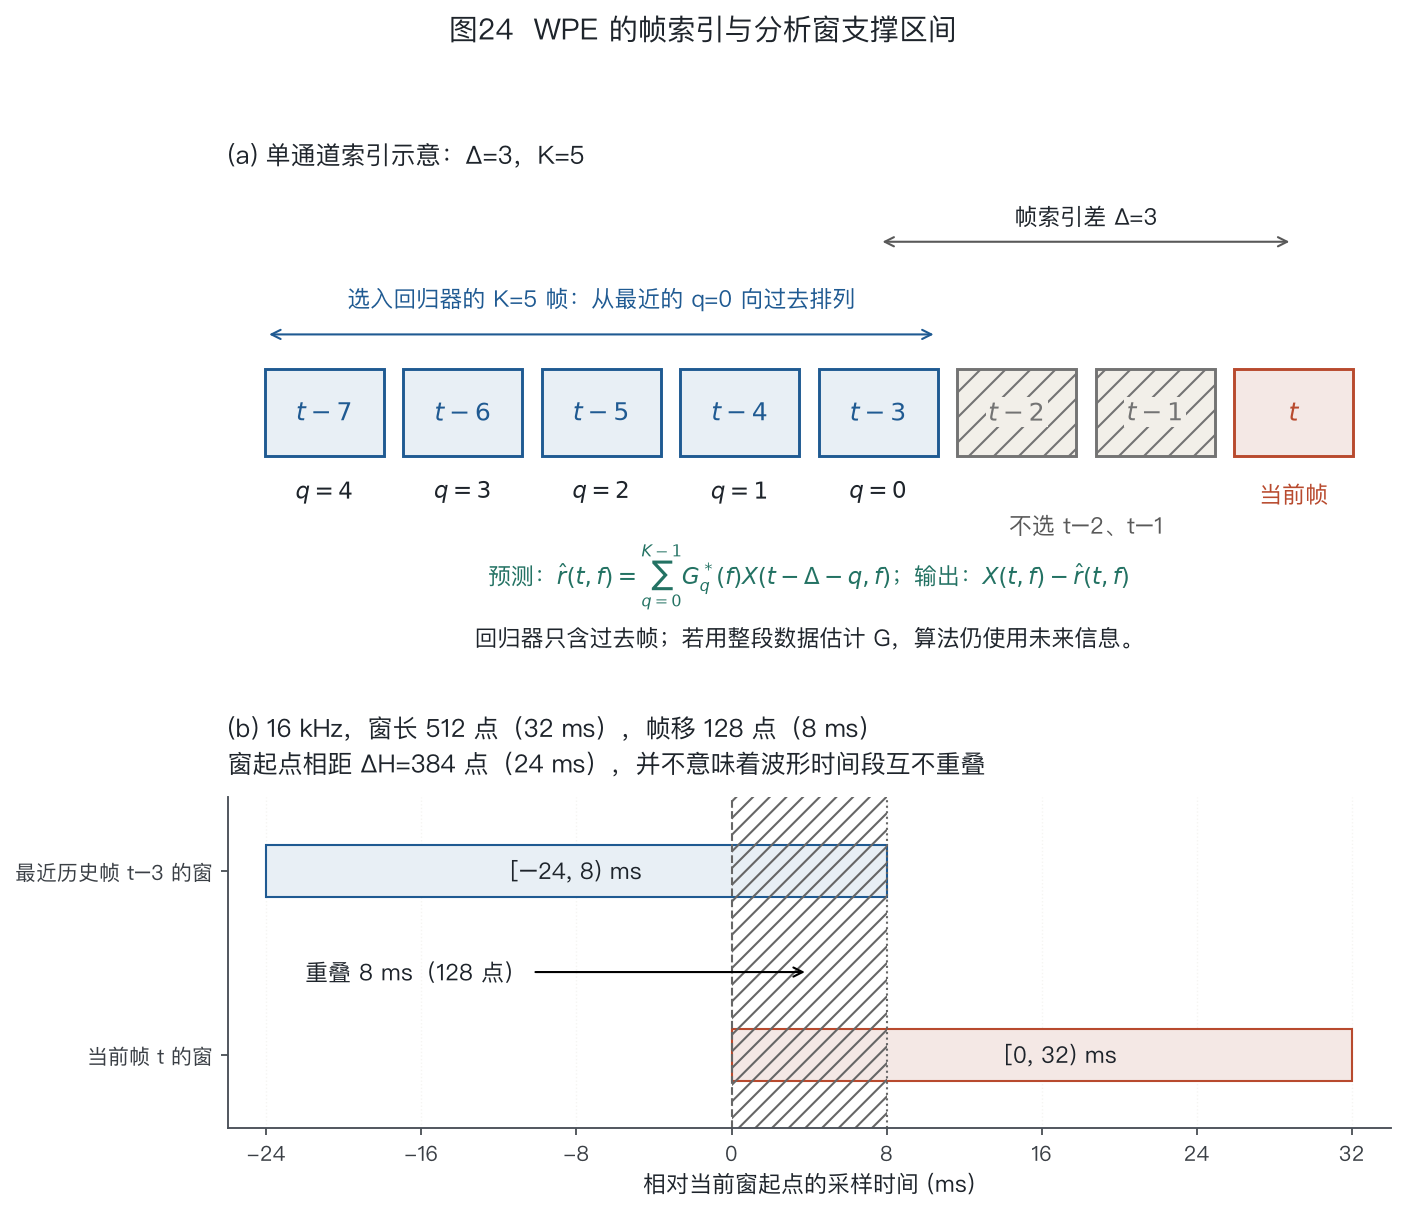 图24  WPE 的帧索引与分析窗支撑区间
(a) 单通道索引示意：Δ=3，K=5
帧索引差 Δ=3
选入回归器的 K=5 帧：从最近的 q=0 向过去排列
t − 7  t − 6  t − 5  t − 4  t − 3  t − 2  t − 1  t
q = 4  q = 3  q = 2  q = 1  q = 0  当前帧
不选 t−2、t−1
预测：r̂(t, f) = ∑_{q=0}^{K−1} G_q^*(f)X(t − Δ − q, f)；输出：X(t, f) − r̂(t, f)
回归器只含过去帧；若用整段数据估计 G，算法仍使用未来信息。
(b) 16 kHz，窗长 512 点（32 ms），帧移 128 点（8 ms）
窗起点相距 ΔH=384 点（24 ms），并不意味着波形时间段互不重叠
最近历史帧 t−3 的窗
[−24, 8) ms
重叠 8 ms（128 点）
当前帧 t 的窗
[0, 32) ms
−24  −16  −8  0  8  16  24  32
相对当前窗起点的采样时间 (ms)